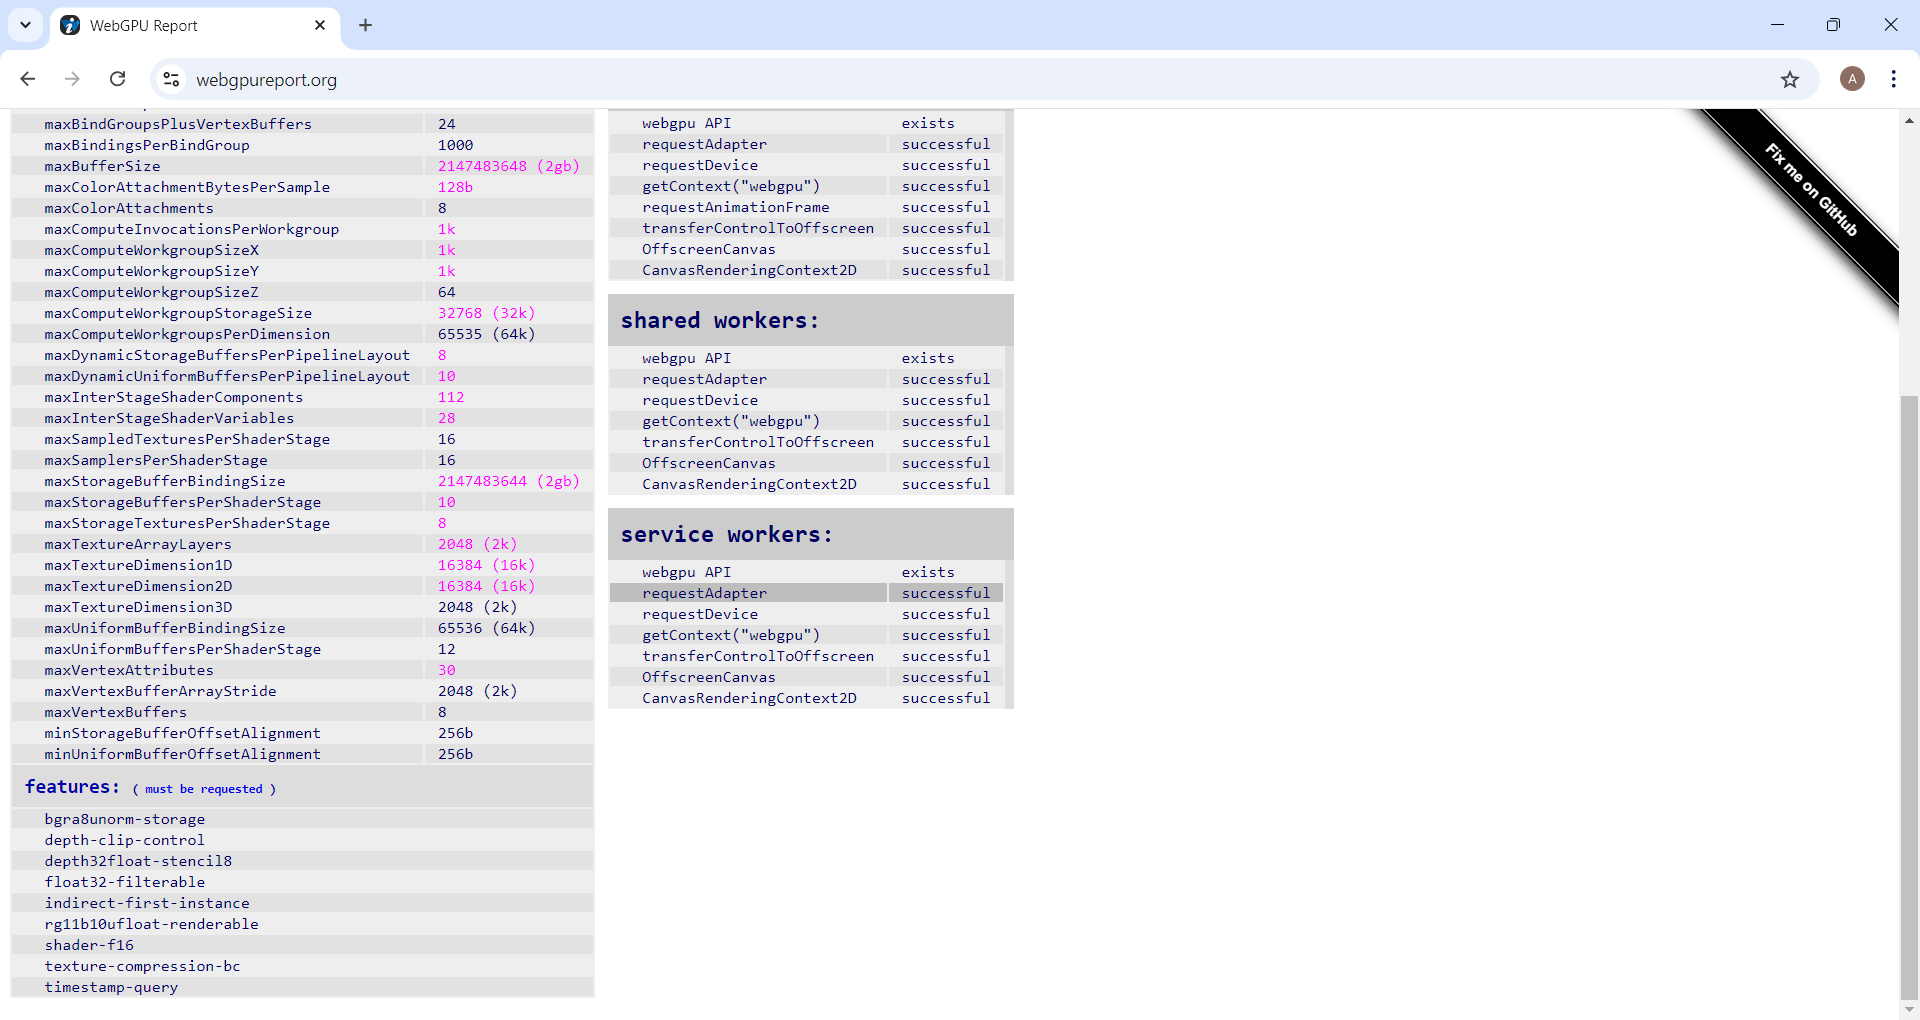 WebGPU Report
webgpureport.org
A
maxBindGroupsPlusVertexBuffers 24
maxBindingsPerBindGroup 1000
maxBufferSize 2147483648 (2gb)
maxColorAttachmentBytesPerSample 128b
maxColorAttachments 8
maxComputeInvocationsPerWorkgroup 1k
maxComputeWorkgroupSizeX 1k
maxComputeWorkgroupSizeY 1k
maxComputeWorkgroupSizeZ 64
maxComputeWorkgroupStorageSize 32768 (32k)
maxComputeWorkgroupsPerDimension 65535 (64k)
maxDynamicStorageBuffersPerPipelineLayout 8
maxDynamicUniformBuffersPerPipelineLayout 10
maxInterStageShaderComponents 112
maxInterStageShaderVariables 28
maxSampledTexturesPerShaderStage 16
maxSamplersPerShaderStage 16
maxStorageBufferBindingSize 2147483644 (2gb)
maxStorageBuffersPerShaderStage 10
maxStorageTexturesPerShaderStage 8
maxTextureArrayLayers 2048 (2k)
maxTextureDimension1D 16384 (16k)
maxTextureDimension2D 16384 (16k)
maxTextureDimension3D 2048 (2k)
maxUniformBufferBindingSize 65536 (64k)
maxUniformBuffersPerShaderStage 12
maxVertexAttributes 30
maxVertexBufferArrayStride 2048 (2k)
maxVertexBuffers 8
minStorageBufferOffsetAlignment 256b
minUniformBufferOffsetAlignment 256b
features: ( must be requested )
bgra8unorm-storage
depth-clip-control
depth32float-stencil8
float32-filterable
indirect-first-instance
rg11b10ufloat-renderable
shader-f16
texture-compression-bc
timestamp-query
webgpu API exists
requestAdapter successful
requestDevice successful
getContext("webgpu") successful
requestAnimationFrame successful
transferControlToOffscreen successful
OffscreenCanvas successful
CanvasRenderingContext2D successful
shared workers:
webgpu API exists
requestAdapter successful
requestDevice successful
getContext("webgpu") successful
transferControlToOffscreen successful
OffscreenCanvas successful
CanvasRenderingContext2D successful
service workers:
webgpu API exists
requestAdapter successful
requestDevice successful
getContext("webgpu") successful
transferControlToOffscreen successful
OffscreenCanvas successful
CanvasRenderingContext2D successful
Fix me on GitHub